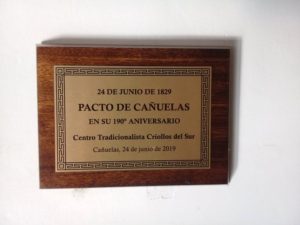 24 DE JUNIO DE 1829
PACTO DE CAÑUELAS
EN SU 190º ANIVERSARIO
Centro Tradicionalista Criollos del Sur
Cañuelas, 24 de junio de 2019